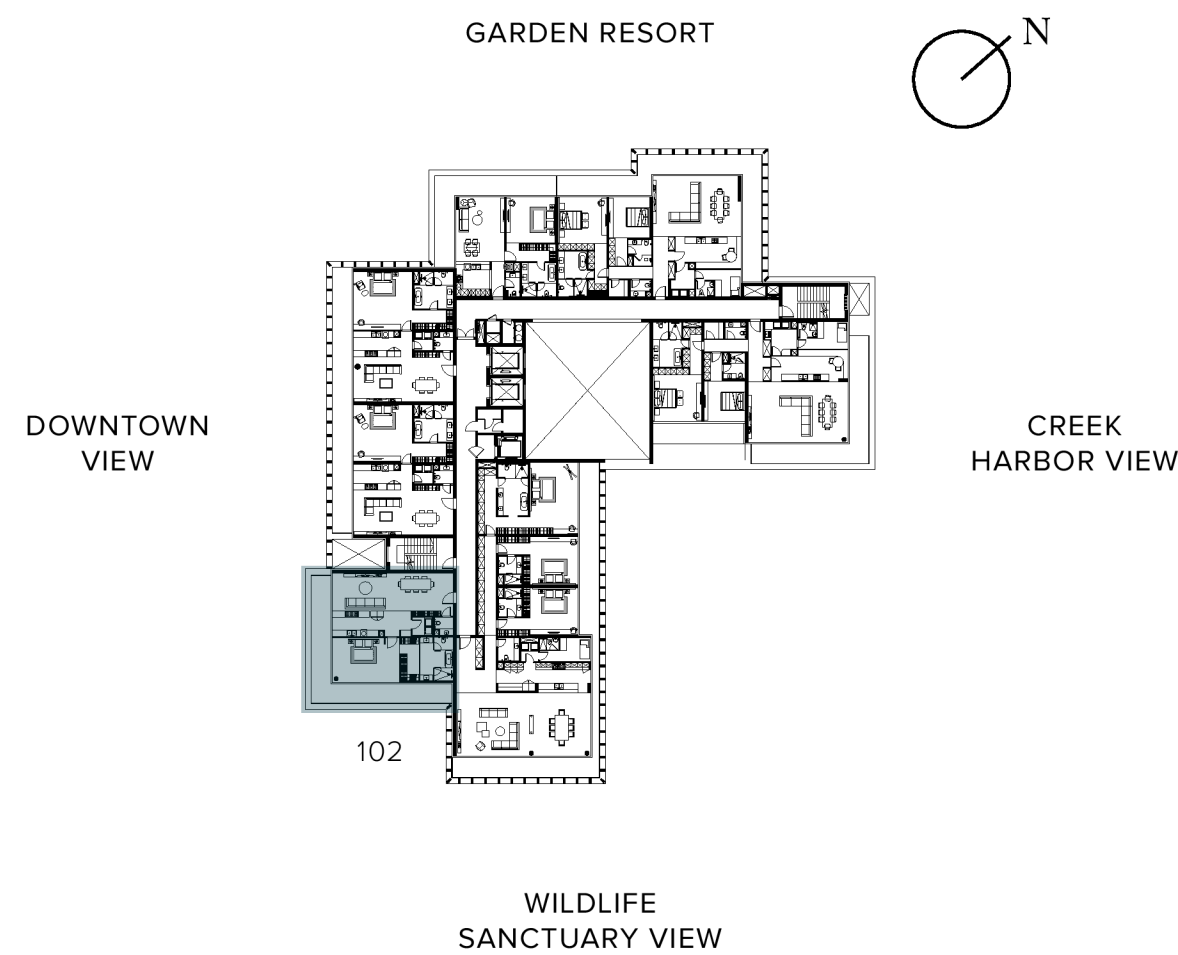 GARDEN RESORT
N
DOWNTOWN
VIEW
CREEK
HARBOR VIEW
102
WILDLIFE
SANCTUARY VIEW